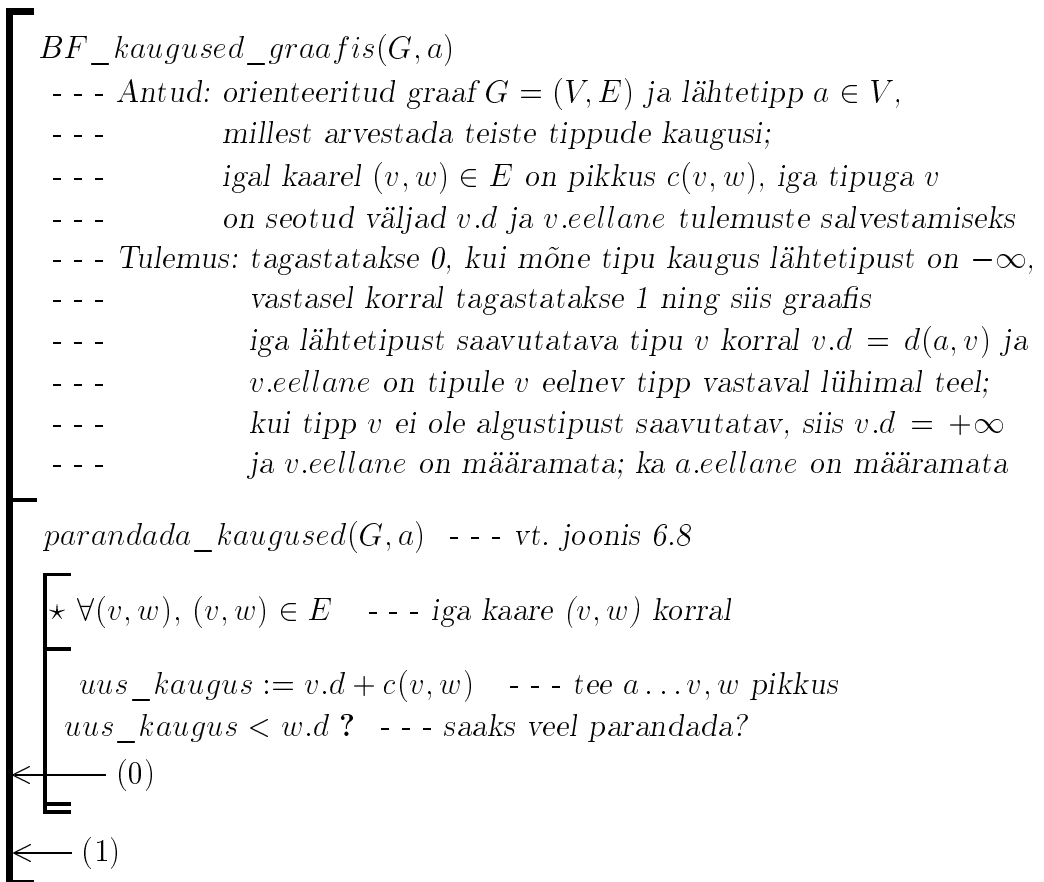 BF_kaugused_graafis(G, a)
- - - Antud: orienteeritud graaf G = (V, E) ja lähtetipp a ∈ V,
- - - millest arvestada teiste tippude kaugusi;
- - - igal kaarel (v, w) ∈ E on pikkus c(v, w), iga tipuga v
- - - on seotud väljad v.d ja v.eellane tulemuste salvestamiseks
- - - Tulemus: tagastatakse 0, kui mõne tipu kaugus lähtetipust on −∞,
- - - vastasel korral tagastatakse 1 ning siis graafis
- - - iga lähtetipust saavutatava tipu v korral v.d = d(a, v) ja
- - - v.eellane on tipule v eelnev tipp vastaval lühimal teel;
- - - kui tipp v ei ole algustipust saavutatav, siis v.d = +∞
- - - ja v.eellane on määramata; ka a.eellane on määramata
parandada_kaugused(G, a) - - - vt. joonis 6.8
⋆ ∀(v, w), (v, w) ∈ E - - - iga kaare (v, w) korral
uus_kaugus := v.d + c(v, w) - - - tee a . . . v, w pikkus
uus_kaugus < w.d ? - - - saaks veel parandada?
(0)
(1)